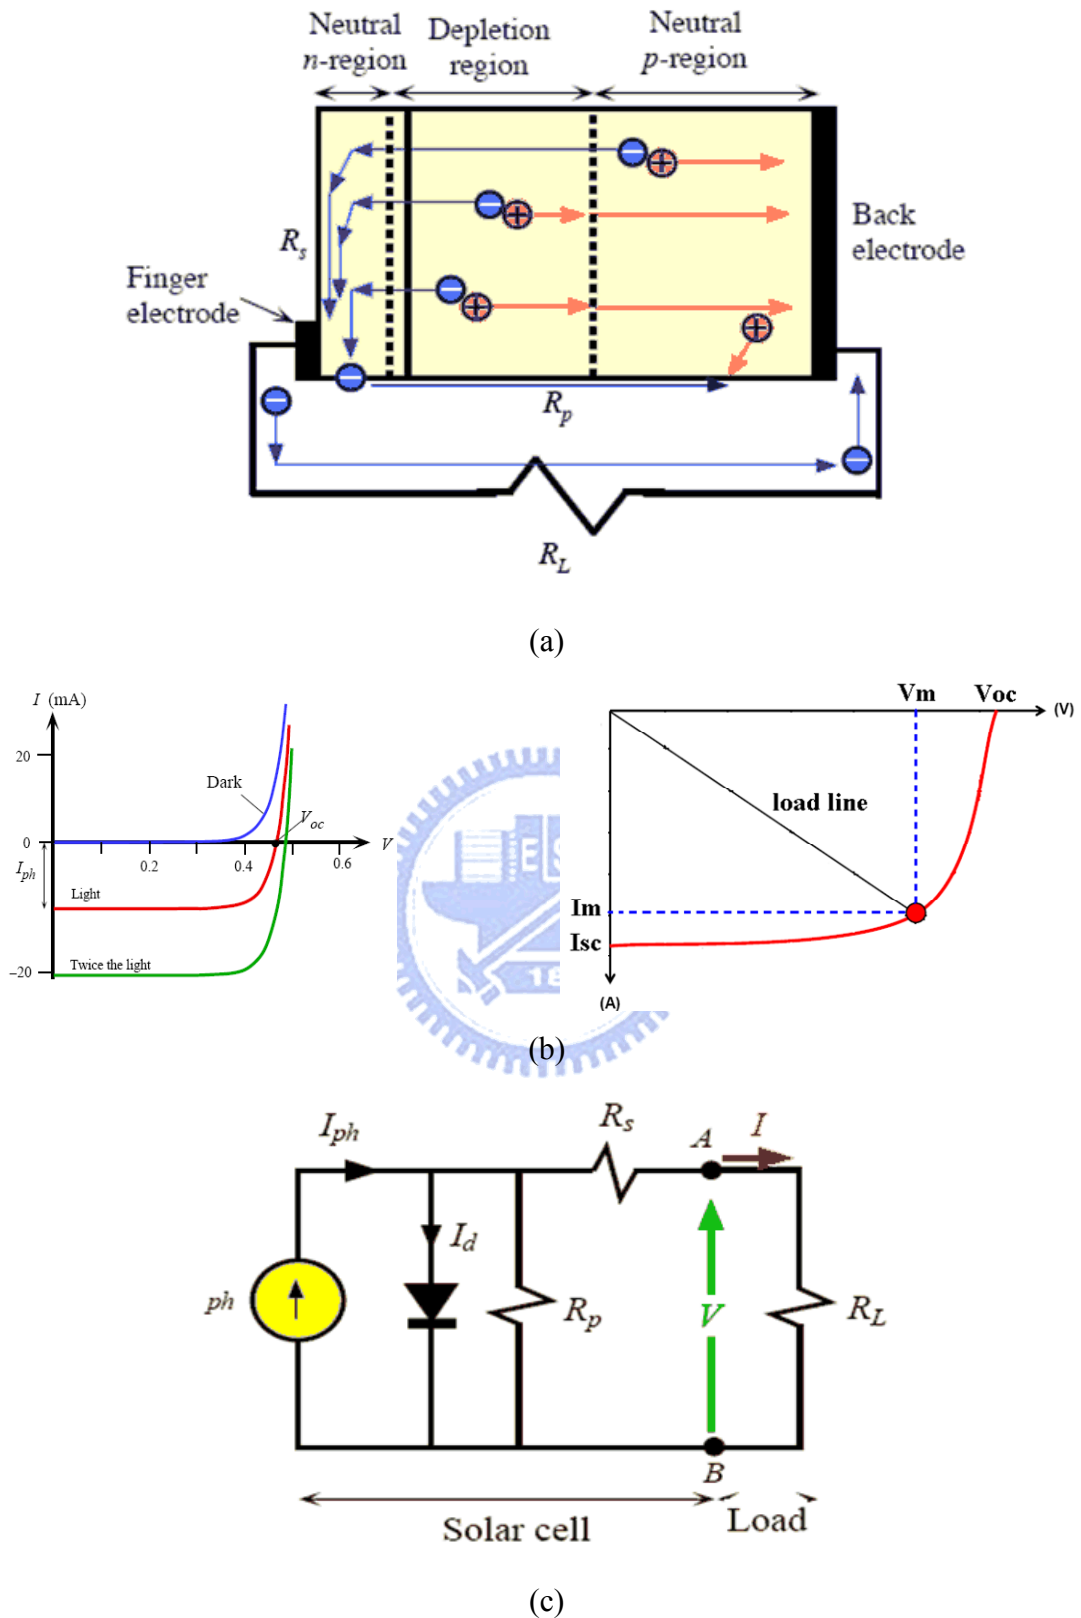 Neutral
n-region
Depletion
region
Neutral
p-region
Rs
Finger
electrode
Back
electrode
Rp
RL
(a)
I (mA)
20
Dark
Voc
0
0.2
0.4
0.6
V
Iph
Light
Twice the light
–20
Vm
Voc
(V)
load line
Im
Isc
(A)
ES
18
(b)
Iph
Rs
A
I
Id
ph
Rp
V
RL
B
Solar cell
Load
(c)